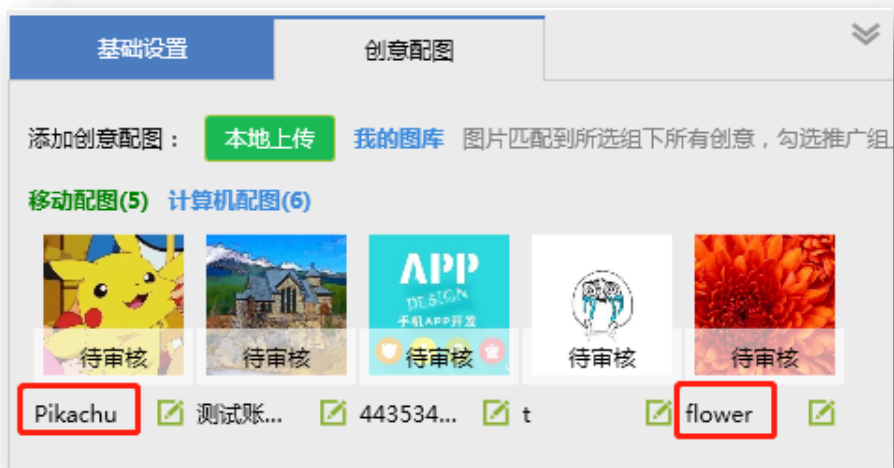 基础设置 创意配图
添加创意配图： 本地上传 我的图库 图片匹配到所选组下所有创意，勾选推广组
移动配图(5) 计算机配图(6)
APP
DESIGN
手机APP开发
待审核 待审核 待审核 待审核 待审核
Pikachu 测试账... 443534... t flower